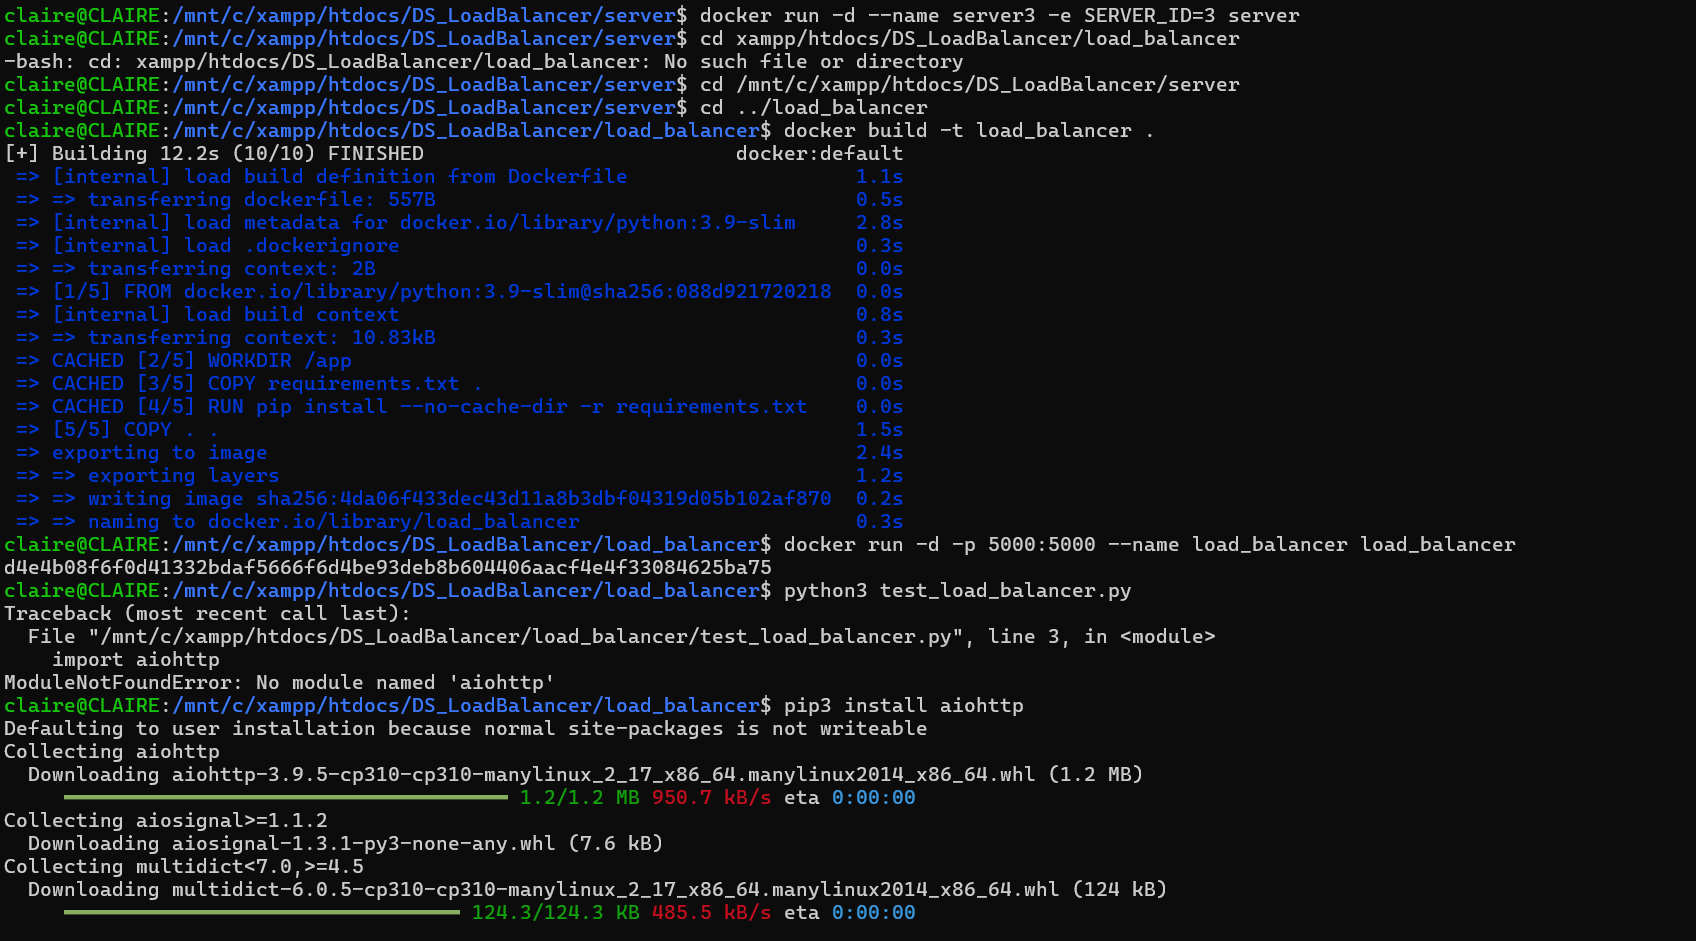 claire@CLAIRE:/mnt/c/xampp/htdocs/DS_LoadBalancer/server$ docker run -d --name server3 -e SERVER_ID=3 server
claire@CLAIRE:/mnt/c/xampp/htdocs/DS_LoadBalancer/server$ cd xampp/htdocs/DS_LoadBalancer/load_balancer
-bash: cd: xampp/htdocs/DS_LoadBalancer/load_balancer: No such file or directory
claire@CLAIRE:/mnt/c/xampp/htdocs/DS_LoadBalancer/server$ cd /mnt/c/xampp/htdocs/DS_LoadBalancer/server
claire@CLAIRE:/mnt/c/xampp/htdocs/DS_LoadBalancer/server$ cd ../load_balancer
claire@CLAIRE:/mnt/c/xampp/htdocs/DS_LoadBalancer/load_balancer$ docker build -t load_balancer .
[+] Building 12.2s (10/10) FINISHED                          docker:default
 => [internal] load build definition from Dockerfile                   1.1s
 => => transferring dockerfile: 557B                                   0.5s
 => [internal] load metadata for docker.io/library/python:3.9-slim     2.8s
 => [internal] load .dockerignore                                      0.3s
 => => transferring context: 2B                                        0.0s
 => [1/5] FROM docker.io/library/python:3.9-slim@sha256:088d921720218  0.0s
 => [internal] load build context                                      0.8s
 => => transferring context: 10.83kB                                   0.3s
 => CACHED [2/5] WORKDIR /app                                          0.0s
 => CACHED [3/5] COPY requirements.txt .                               0.0s
 => CACHED [4/5] RUN pip install --no-cache-dir -r requirements.txt    0.0s
 => [5/5] COPY . .                                                     1.5s
 => exporting to image                                                 2.4s
 => => exporting layers                                                1.2s
 => => writing image sha256:4da06f433dec43d11a8b3dbf04319d05b102af870  0.2s
 => => naming to docker.io/library/load_balancer                       0.3s
claire@CLAIRE:/mnt/c/xampp/htdocs/DS_LoadBalancer/load_balancer$ docker run -d -p 5000:5000 --name load_balancer load_balancer
d4e4b08f6f0d41332bdaf5666f6d4be93deb8b604406aacf4e4f33084625ba75
claire@CLAIRE:/mnt/c/xampp/htdocs/DS_LoadBalancer/load_balancer$ python3 test_load_balancer.py
Traceback (most recent call last):
  File "/mnt/c/xampp/htdocs/DS_LoadBalancer/load_balancer/test_load_balancer.py", line 3, in <module>
    import aiohttp
ModuleNotFoundError: No module named 'aiohttp'
claire@CLAIRE:/mnt/c/xampp/htdocs/DS_LoadBalancer/load_balancer$ pip3 install aiohttp
Defaulting to user installation because normal site-packages is not writeable
Collecting aiohttp
  Downloading aiohttp-3.9.5-cp310-cp310-manylinux_2_17_x86_64.manylinux2014_x86_64.whl (1.2 MB)
1.2/1.2 MB 950.7 kB/s eta 0:00:00
Collecting aiosignal>=1.1.2
  Downloading aiosignal-1.3.1-py3-none-any.whl (7.6 kB)
Collecting multidict<7.0,>=4.5
  Downloading multidict-6.0.5-cp310-cp310-manylinux_2_17_x86_64.manylinux2014_x86_64.whl (124 kB)
124.3/124.3 KB 485.5 kB/s eta 0:00:00